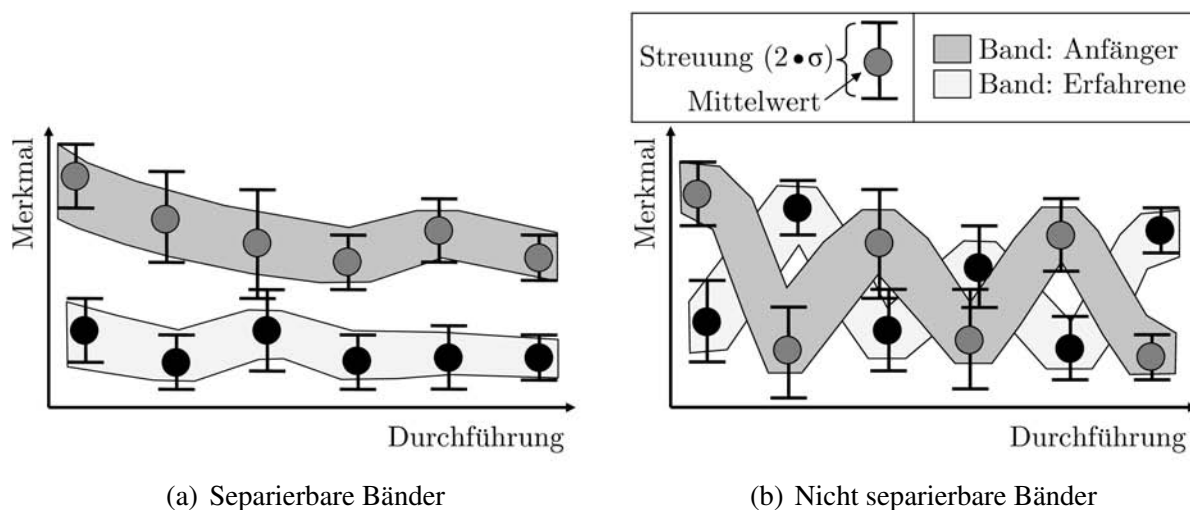 Streuung (2•σ)
Mittelwert
Band: Anfänger
Band: Erfahrene
Merkmal
Durchführung
Merkmal
Durchführung
(a) Separierbare Bänder
(b) Nicht separierbare Bänder